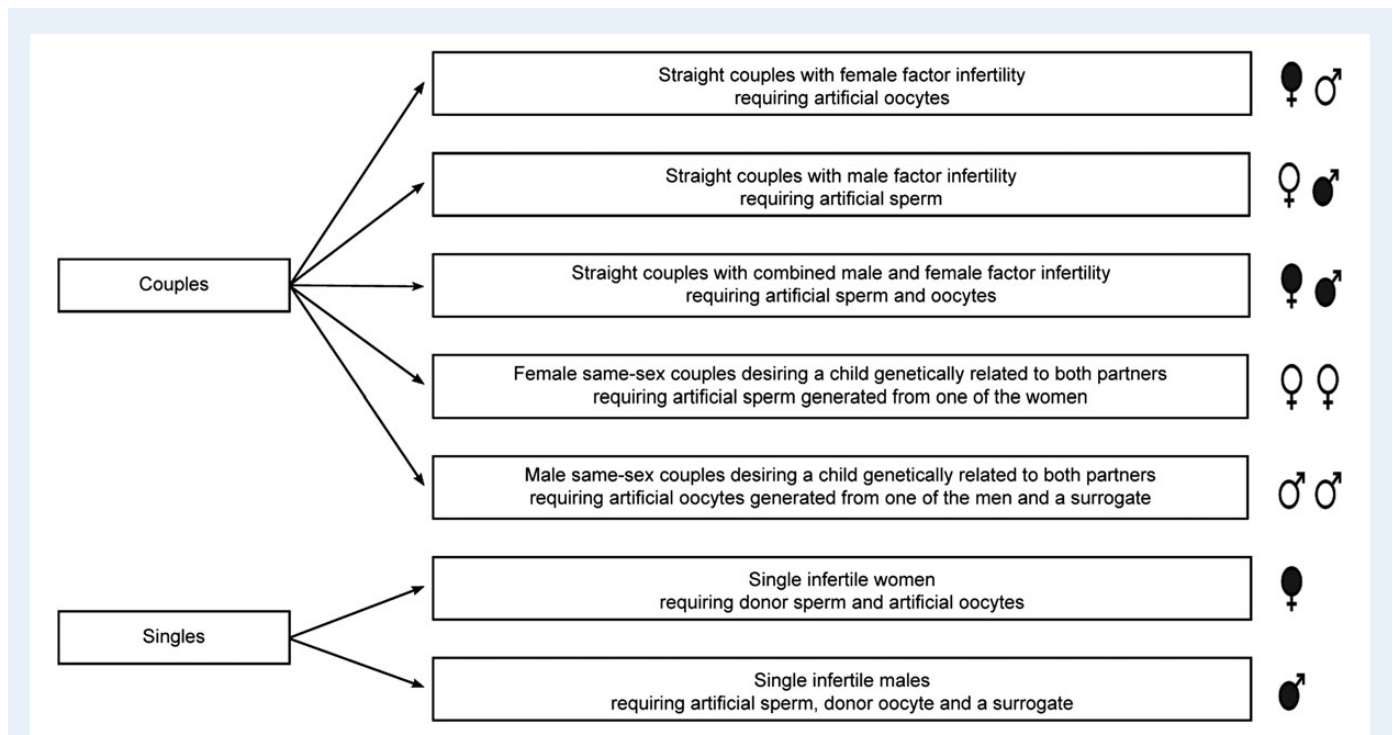 Straight couples with female factor infertility
requiring artificial oocytes
Straight couples with male factor infertility
requiring artificial sperm
Couples
Straight couples with combined male and female factor infertility
requiring artificial sperm and oocytes
Female same-sex couples desiring a child genetically related to both partners
requiring artificial sperm generated from one of the women
Male same-sex couples desiring a child genetically related to both partners
requiring artificial oocytes generated from one of the men and a surrogate
Singles
Single infertile women
requiring donor sperm and artificial oocytes
Single infertile males
requiring artificial sperm, donor oocyte and a surrogate